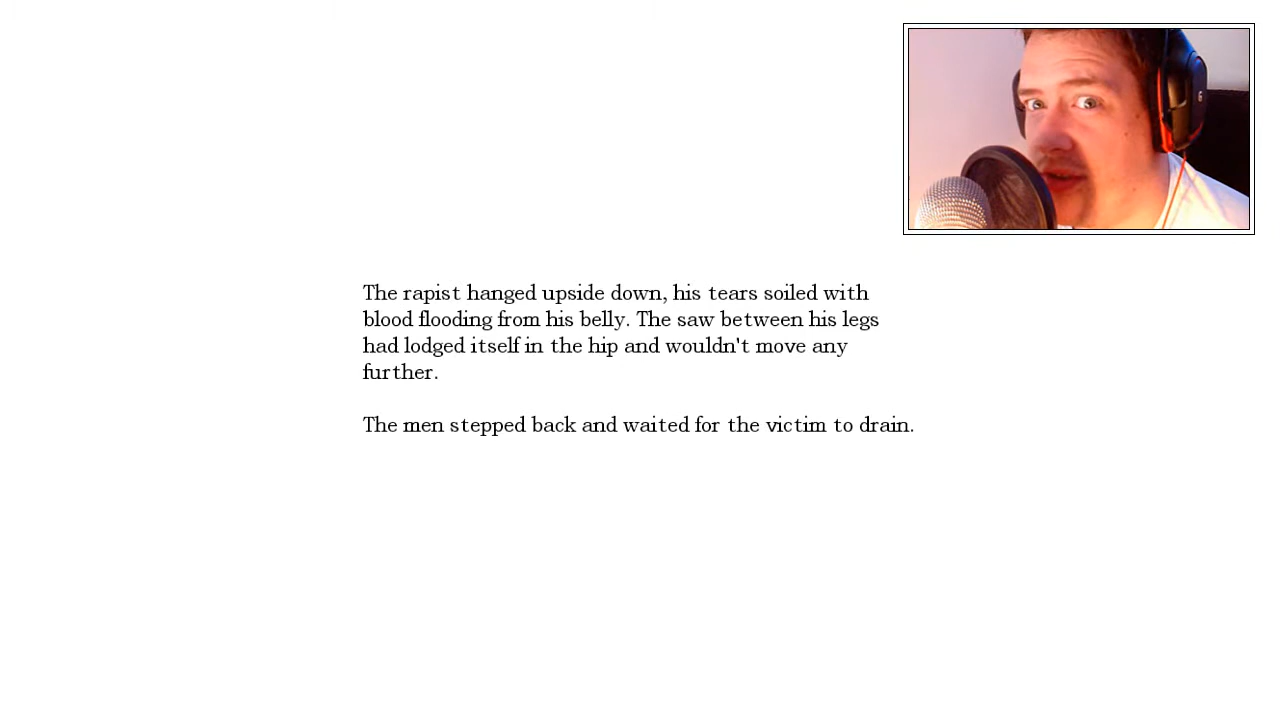 The rapist hanged upside down, his tears soiled with
blood flooding from his belly. The saw between his legs
had lodged itself in the hip and wouldn't move any
further.
The men stepped back and waited for the victim to drain.